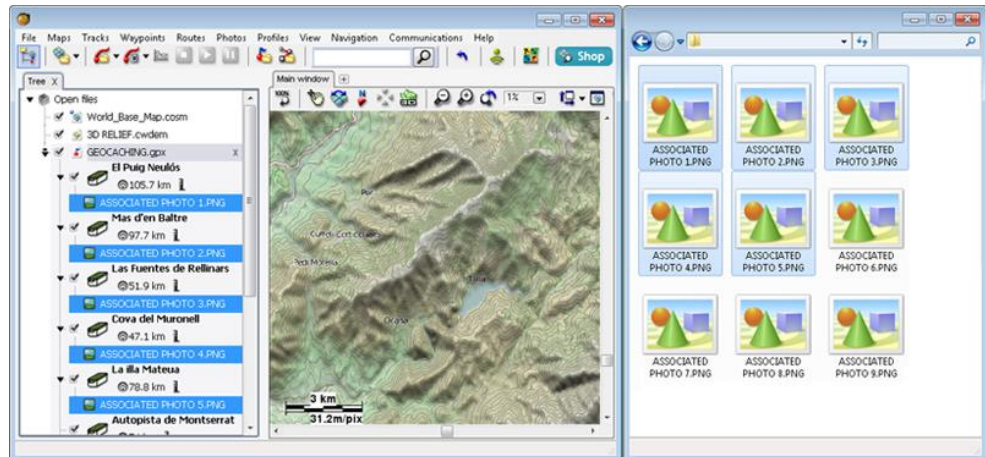 File Maps Tracks Waypoints Routes Photos Profiles View Navigation Communications Help
Shop
Tree X
Open files
World_Base_Map.cosm
3D RELIEF.cwdem
GEOCACHING.gpx x
El Puig Neulós
105.7 km
ASSOCIATED PHOTO 1.PNG
Mas d'en Baltre
97.7 km
ASSOCIATED PHOTO 2.PNG
Las Fuentes de Rellinars
51.9 km
ASSOCIATED PHOTO 3.PNG
Cova del Muronell
47.1 km
ASSOCIATED PHOTO 4.PNG
La illa Mateua
78.8 km
ASSOCIATED PHOTO 5.PNG
Autopista de Montserrat
Main window
100%
1%
3 km
31.2m/pix
ASSOCIATED
PHOTO 1.PNG
ASSOCIATED
PHOTO 2.PNG
ASSOCIATED
PHOTO 3.PNG
ASSOCIATED
PHOTO 4.PNG
ASSOCIATED
PHOTO 5.PNG
ASSOCIATED
PHOTO 6.PNG
ASSOCIATED
PHOTO 7.PNG
ASSOCIATED
PHOTO 8.PNG
ASSOCIATED
PHOTO 9.PNG